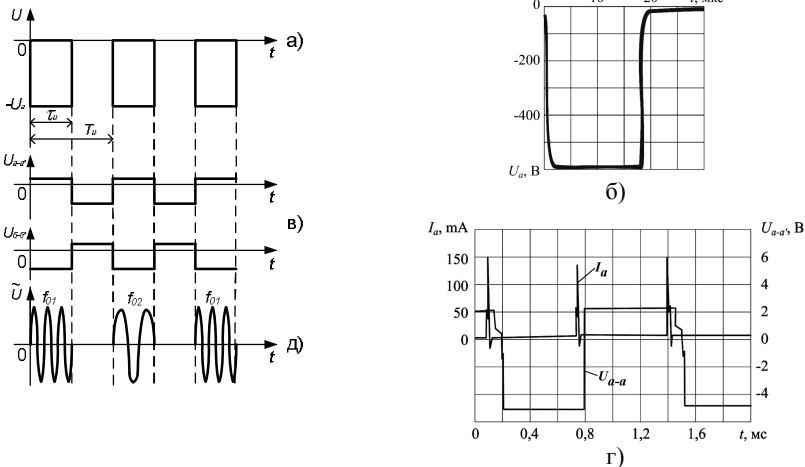 U
0
t
а)
-Uа
τи
Tи
Uа-а'
0
t
Uб-б'
0
t
в)
Ũ
f01
f02
f01
0
t
д)
10
20
t, мкс
-200
-400
Uа, В
б)
Iа, mA
Uа-а', В
150
100
50
0
6
4
2
0
-2
-4
Iа
Uа-а
0
0,4
0,8
1,2
1,6
t, мс
г)